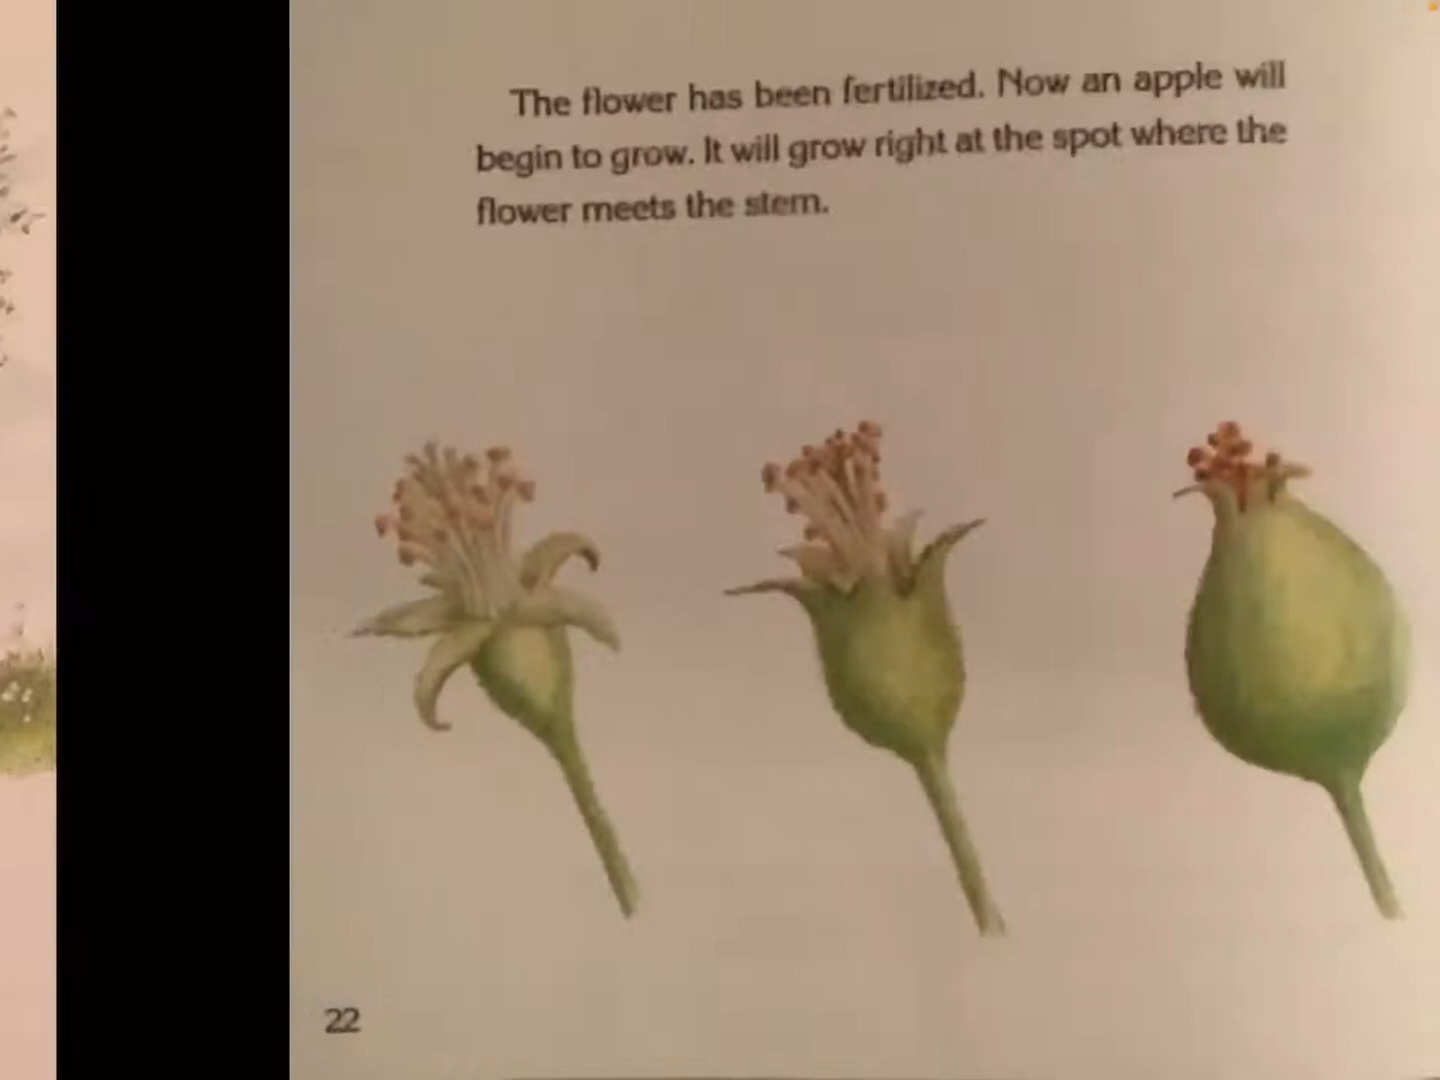 The flower has been fertilized. Now an apple will
begin to grow. It will grow right at the spot where the
flower meets the stem.
22